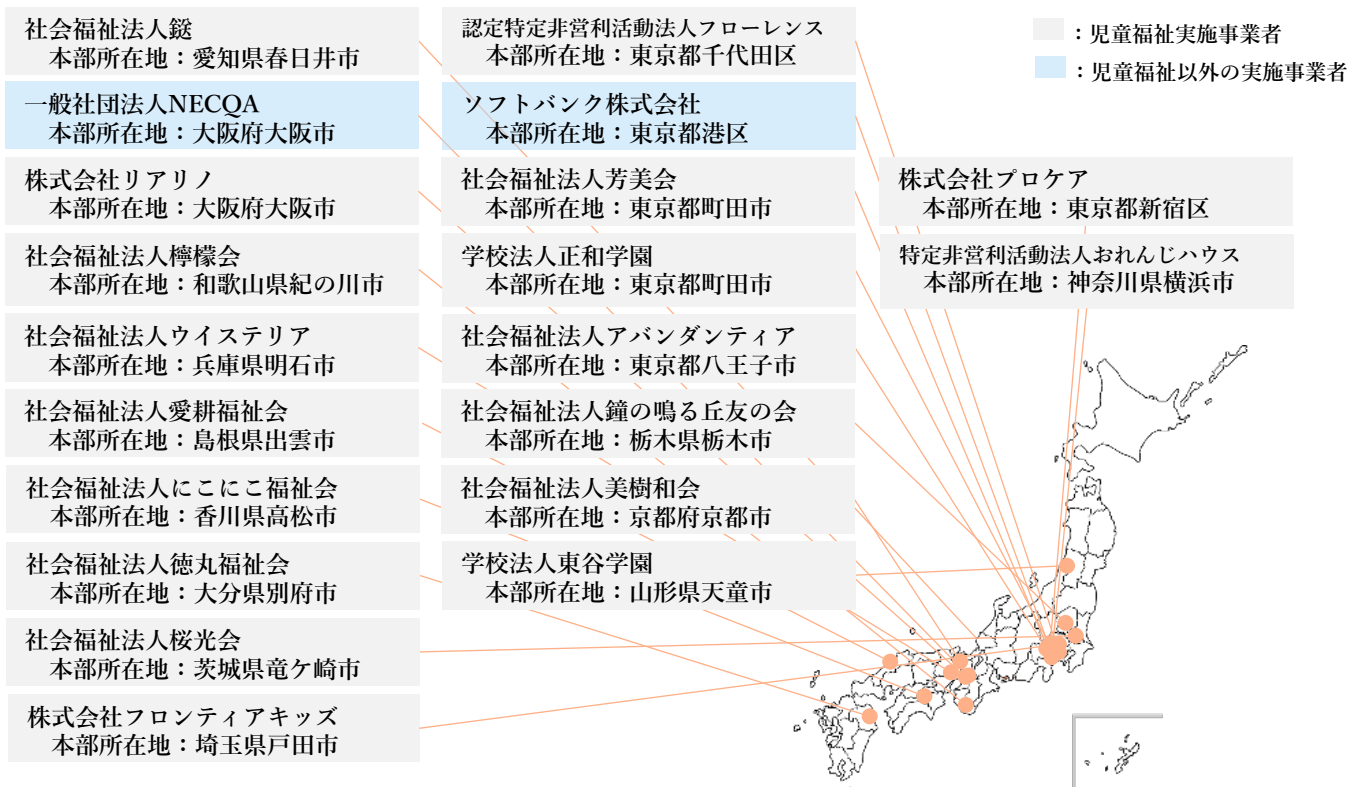 社会福祉法人鎹
本部所在地：愛知県春日井市
一般社団法人NECQA
本部所在地：大阪府大阪市
株式会社リアリノ
本部所在地：大阪府大阪市
社会福祉法人檸檬会
本部所在地：和歌山県紀の川市
社会福祉法人ウイステリア
本部所在地：兵庫県明石市
社会福祉法人愛耕福祉会
本部所在地：島根県出雲市
社会福祉法人にこにこ福祉会
本部所在地：香川県高松市
社会福祉法人徳丸福祉会
本部所在地：大分県別府市
社会福祉法人桜光会
本部所在地：茨城県竜ケ崎市
株式会社フロンティアキッズ
本部所在地：埼玉県戸田市
認定特定非営利活動法人フローレンス
本部所在地：東京都千代田区
ソフトバンク株式会社
本部所在地：東京都港区
社会福祉法人芳美会
本部所在地：東京都町田市
学校法人正和学園
本部所在地：東京都町田市
社会福祉法人アバンダンティア
本部所在地：東京都八王子市
社会福祉法人鐘の鳴る丘友の会
本部所在地：栃木県栃木市
社会福祉法人美樹和会
本部所在地：京都府京都市
学校法人東谷学園
本部所在地：山形県天童市
：児童福祉実施事業者
：児童福祉以外の実施事業者
株式会社プロケア
本部所在地：東京都新宿区
特定非営利活動法人おれんじハウス
本部所在地：神奈川県横浜市